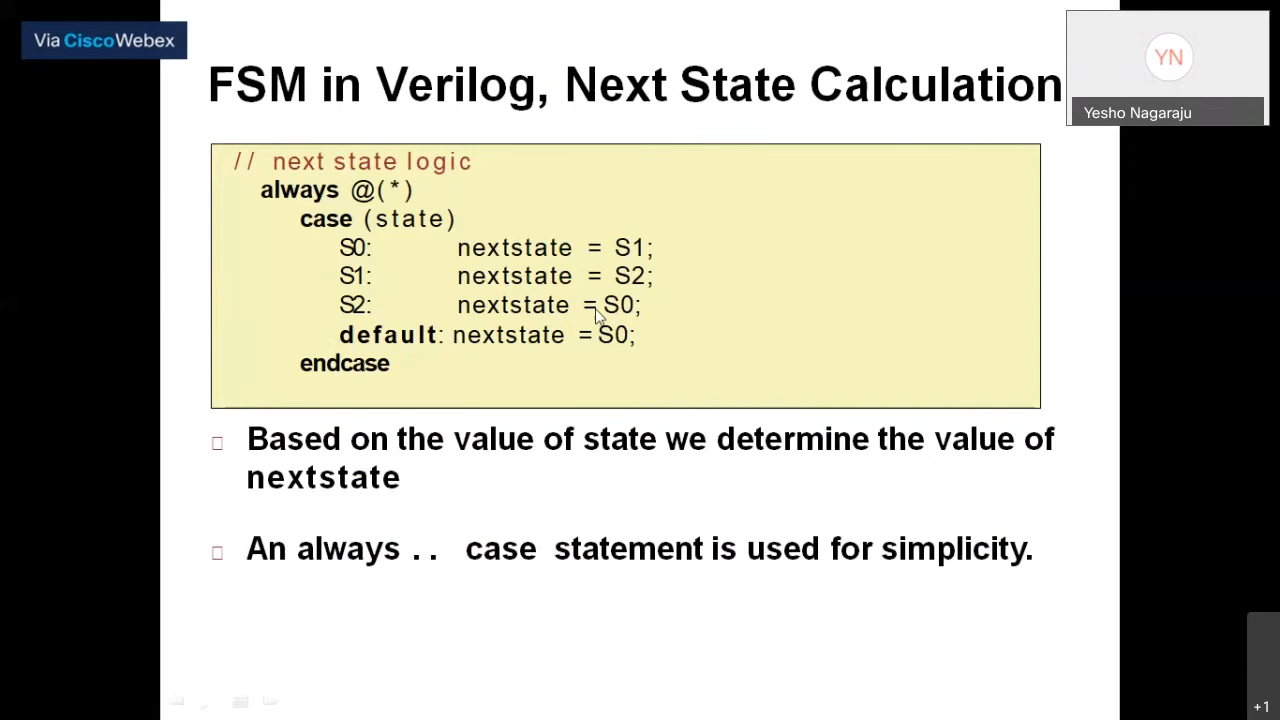 Via CiscoWebex
FSM in Verilog, Next State Calculation
YN
Yesho Nagaraju
// next state logic
always @(*)
case (state)
S0: nextstate = S1;
S1: nextstate = S2;
S2: nextstate = S0;
default: nextstate = S0;
endcase
Based on the value of state we determine the value of
nextstate
An always .. case statement is used for simplicity.
+1